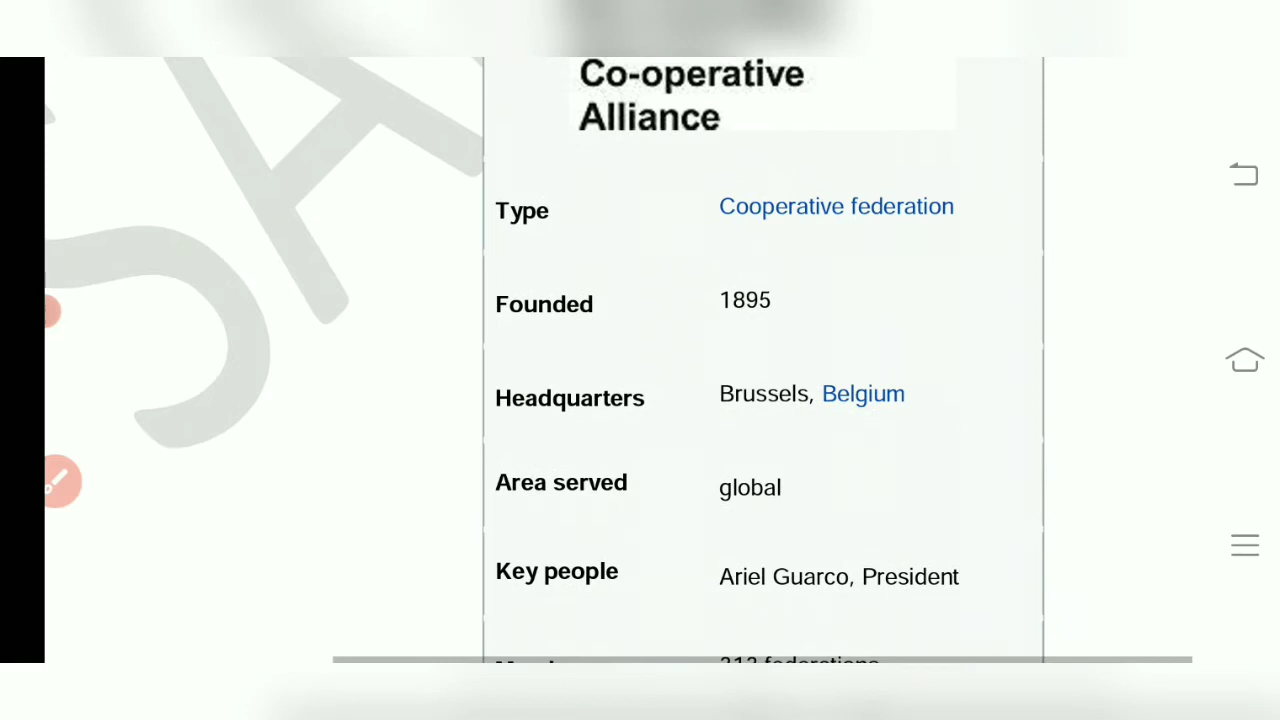 Co-operative
Alliance
Type Cooperative federation
Founded 1895
Headquarters Brussels, Belgium
Area served global
Key people Ariel Guarco, President